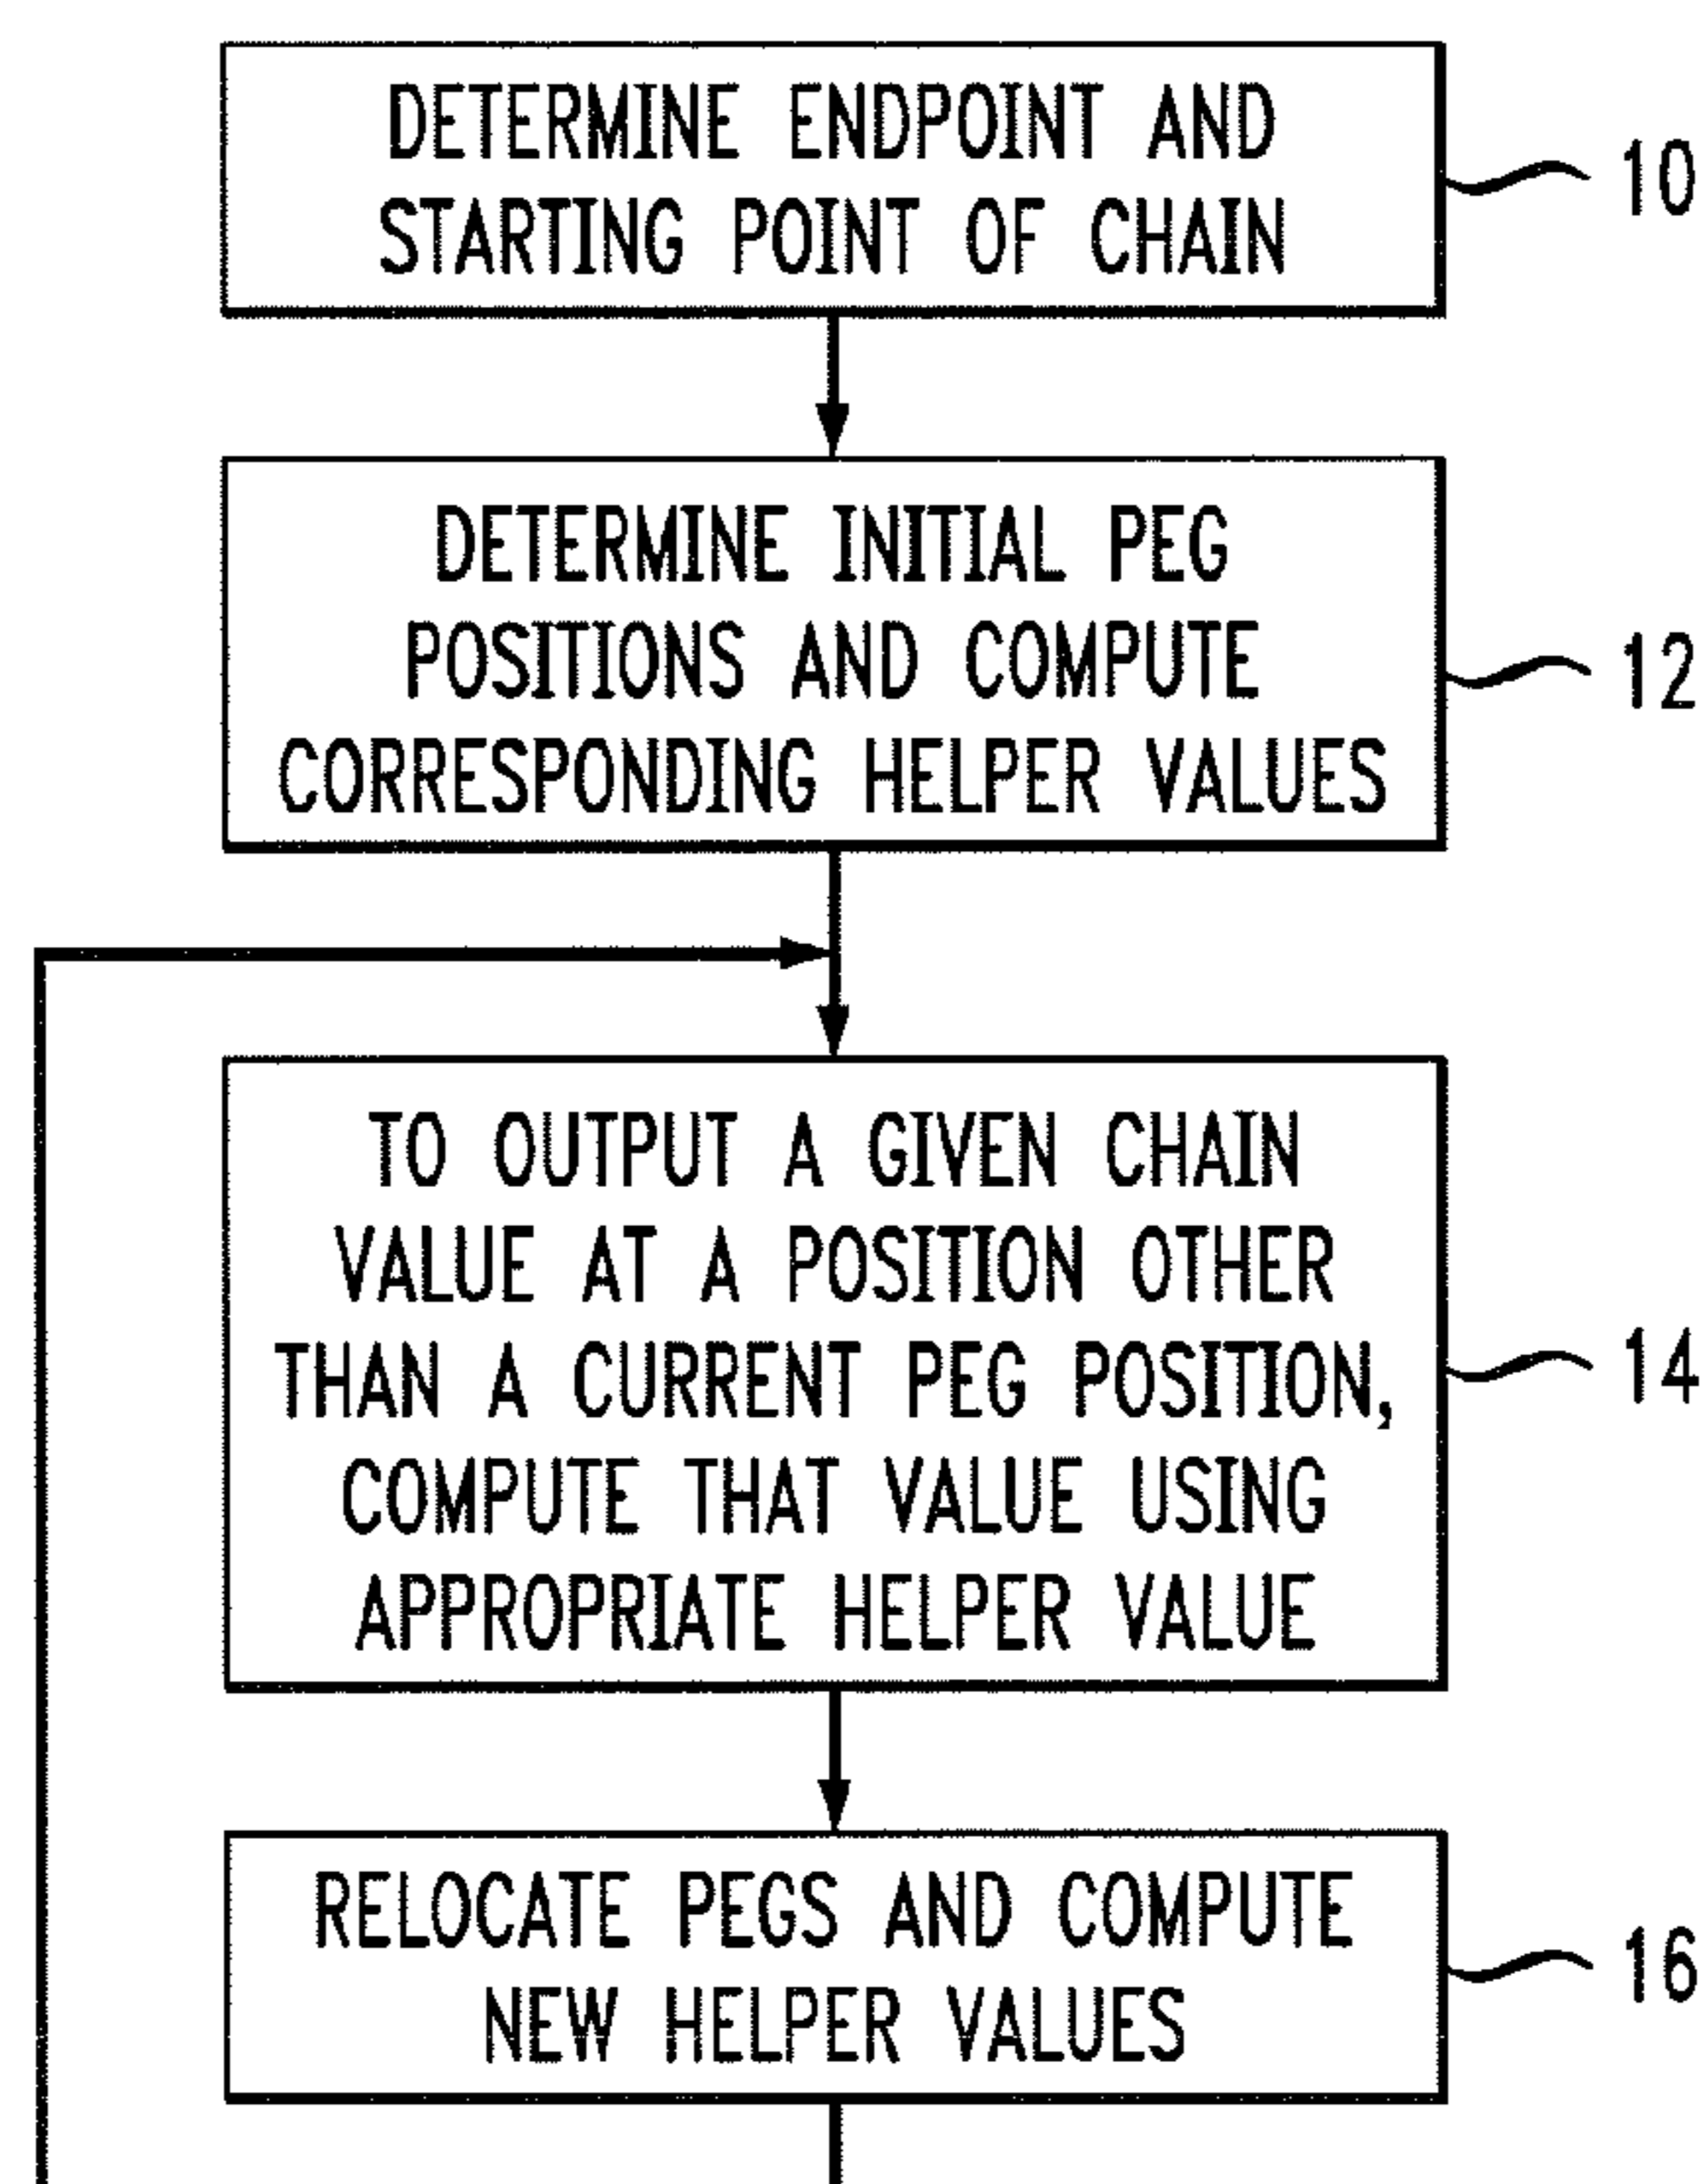 DETERMINE ENDPOINT AND
STARTING POINT OF CHAIN
10
DETERMINE INITIAL PEG
POSITIONS AND COMPUTE
CORRESPONDING HELPER VALUES
12
TO OUTPUT A GIVEN CHAIN
VALUE AT A POSITION OTHER
THAN A CURRENT PEG POSITION,
COMPUTE THAT VALUE USING
APPROPRIATE HELPER VALUE
14
RELOCATE PEGS AND COMPUTE
NEW HELPER VALUES
16